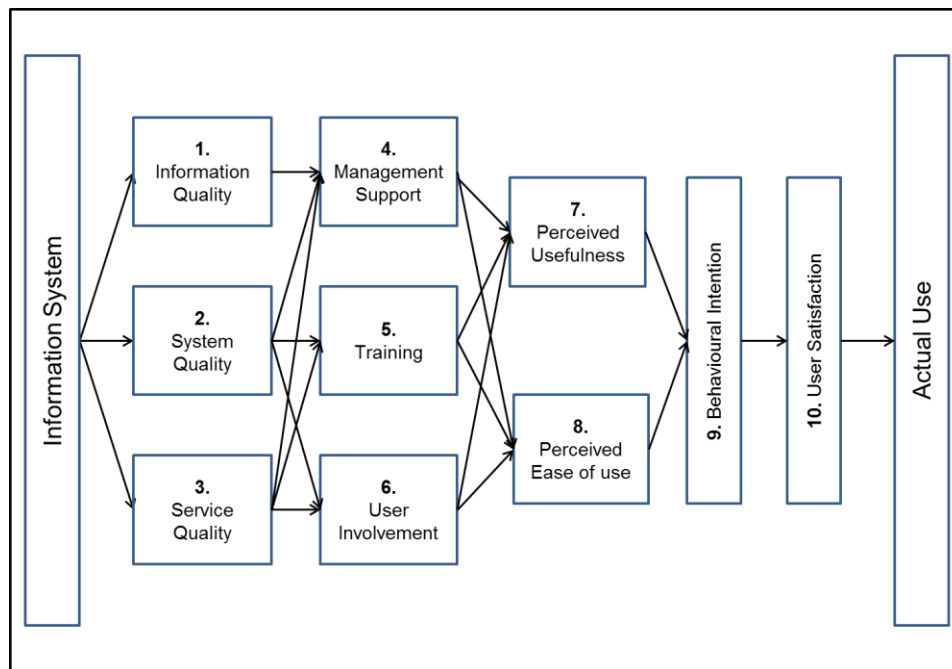 Information System
1.
Information
Quality
2.
System
Quality
3.
Service
Quality
4.
Management
Support
5.
Training
6.
User
Involvement
7.
Perceived
Usefulness
8.
Perceived
Ease of use
9. Behavioural Intention
10. User Satisfaction
Actual Use